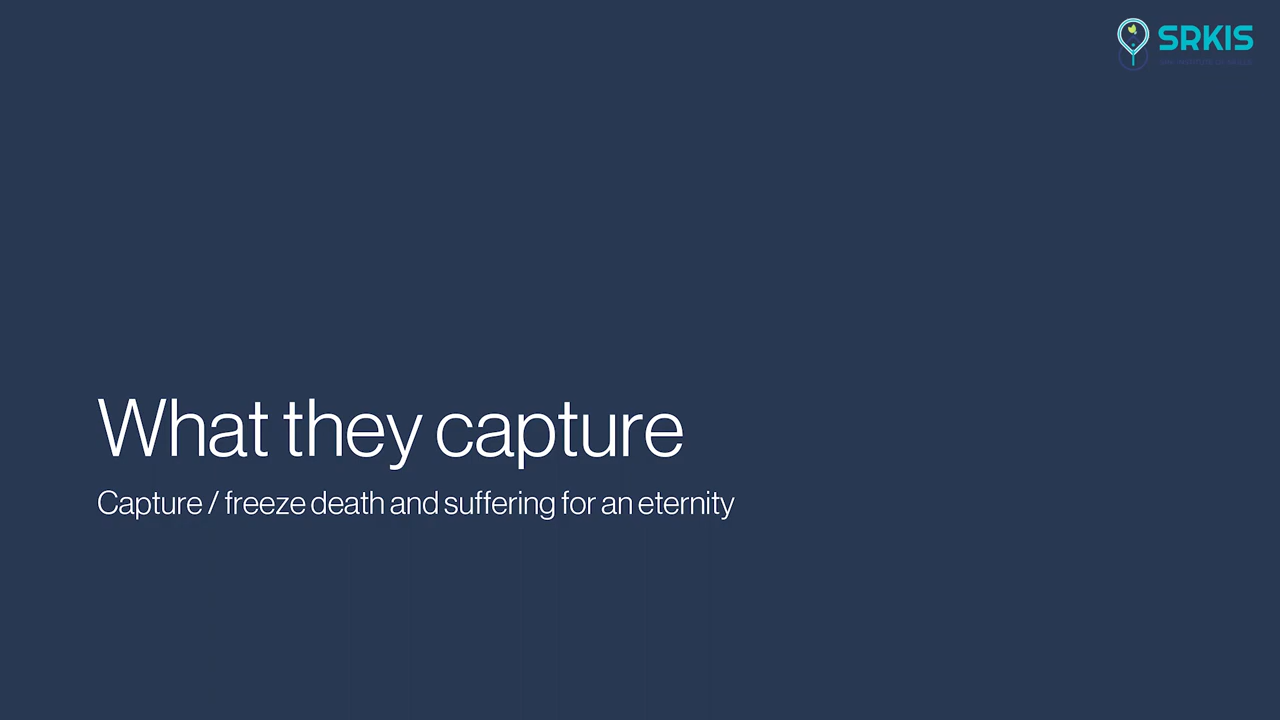 SRKIS
What they capture
Capture / freeze death and suffering for an eternity